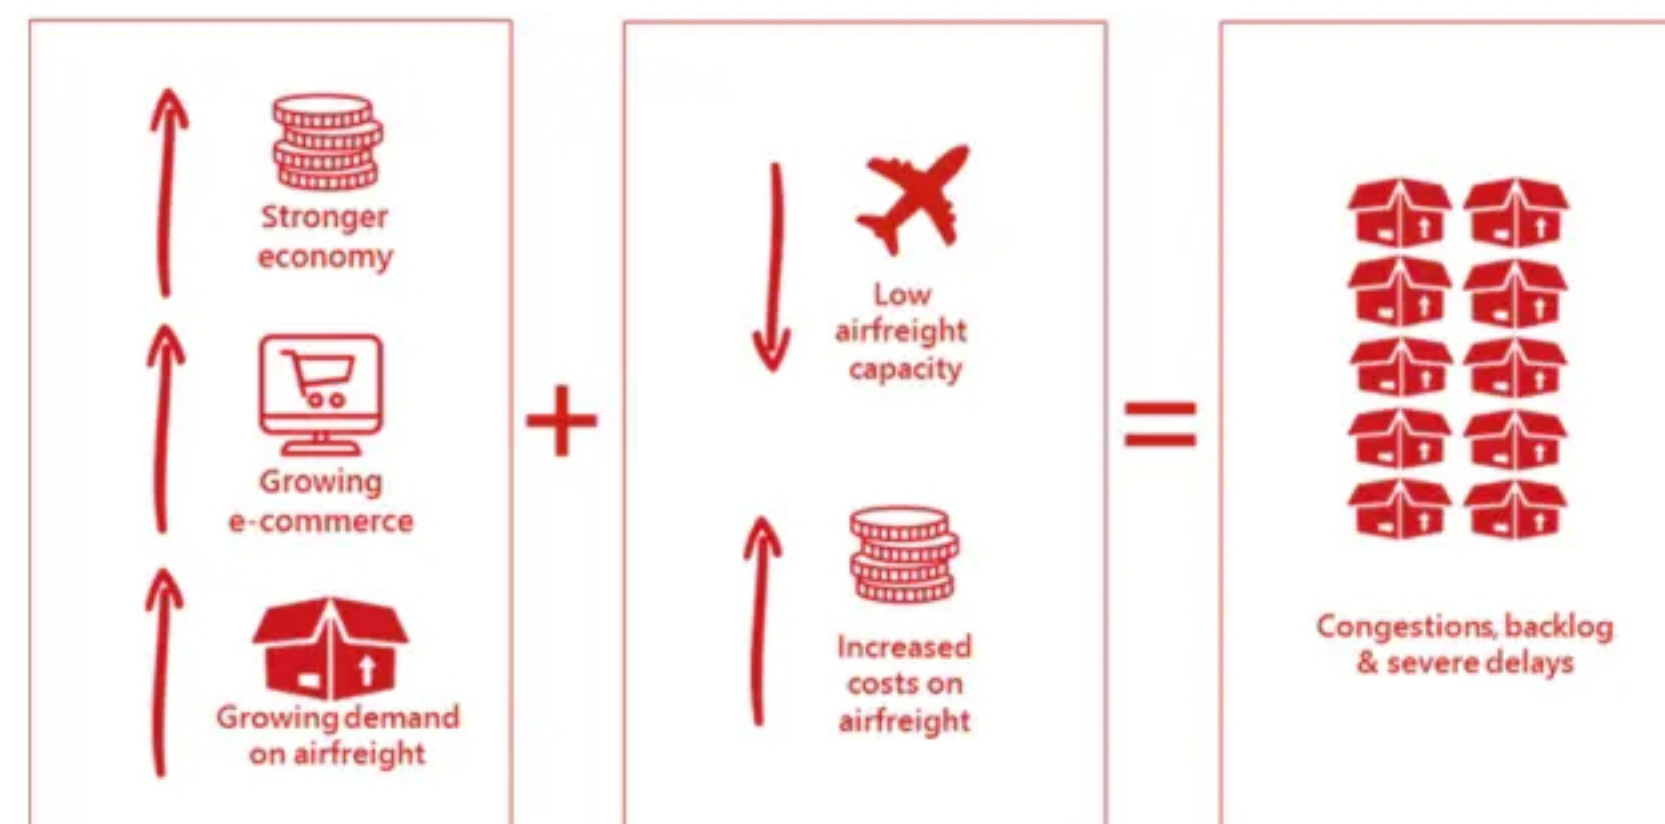 Stronger
economy
Growing
e-commerce
Growing demand
on airfreight
+
Low
airfreight
capacity
Increased
costs on
airfreight
=
Congestions, backlog
& severe delays